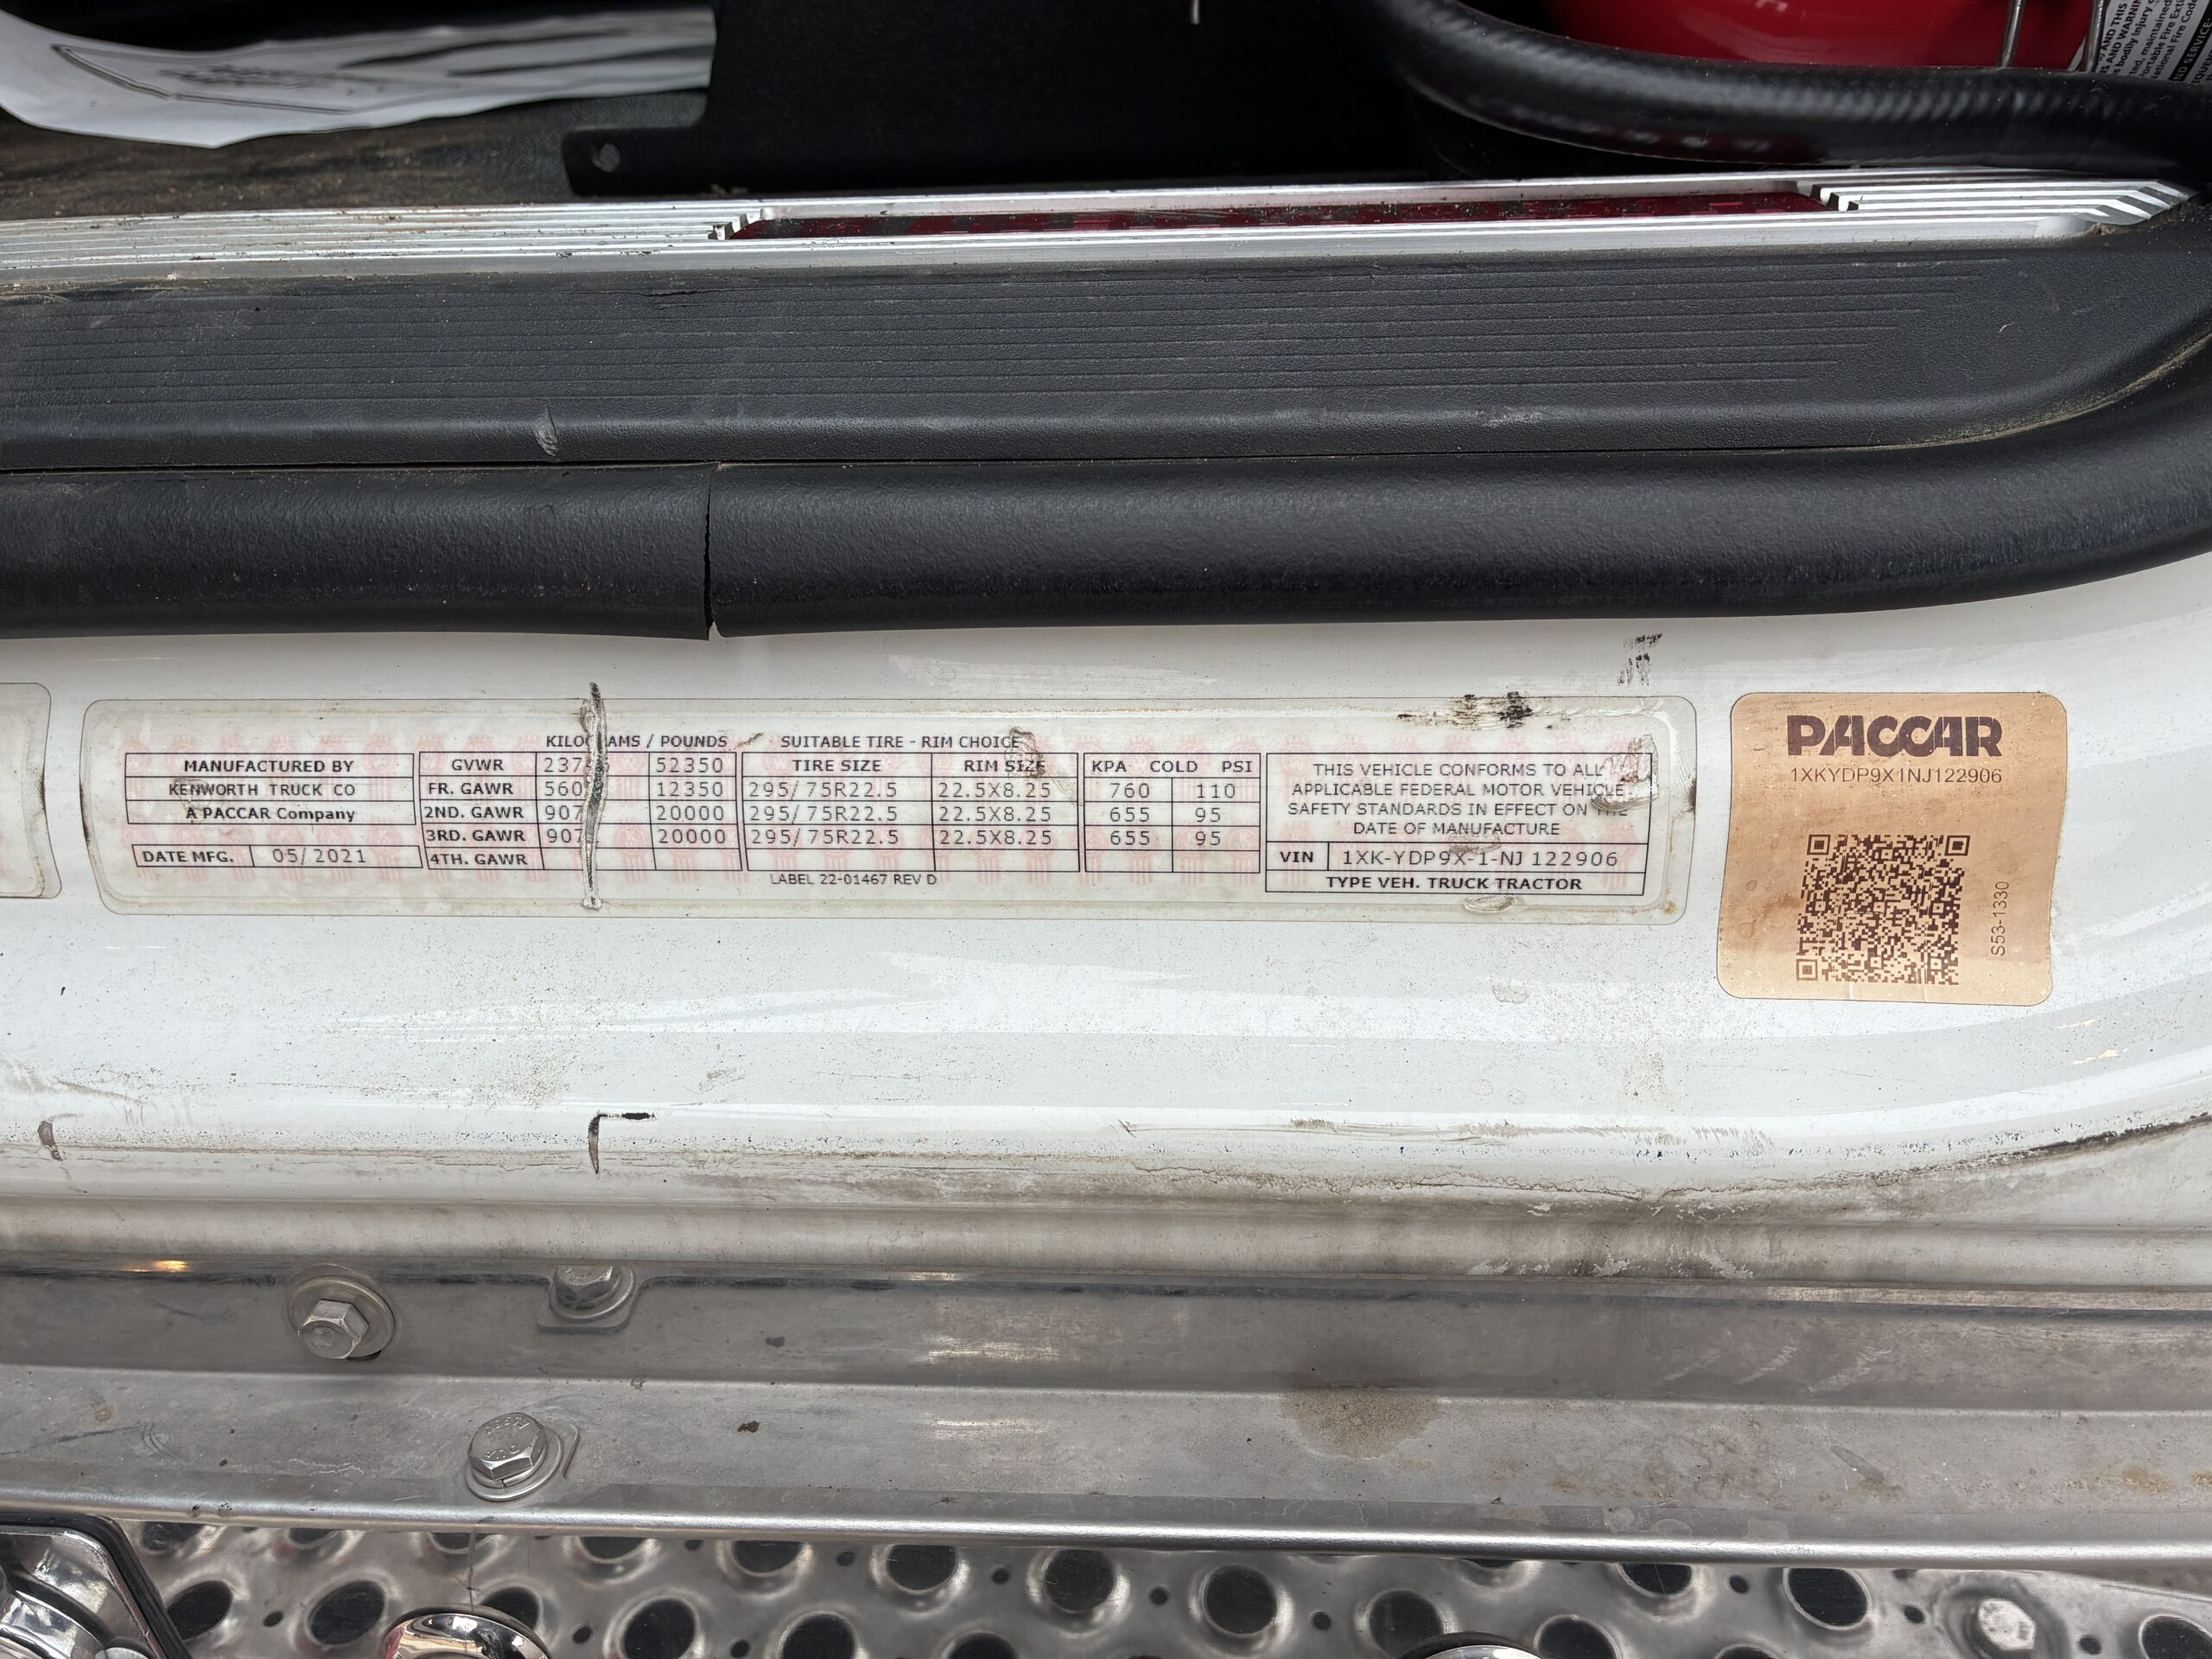 KILOGRAMS / POUNDS SUITABLE TIRE - RIM CHOICE
MANUFACTURED BY GVWR 52350 TIRE SIZE RIM SIZE KPA COLD PSI
KENWORTH TRUCK CO FR. GAWR 12350 295/75R22.5 22.5X8.25 760 110
A PACCAR Company 2ND. GAWR 20000 295/75R22.5 22.5X8.25 655 95
3RD. GAWR 20000 295/75R22.5 22.5X8.25 655 95
DATE MFG. 05/2021 4TH. GAWR
LABEL 22-01467 REV D
THIS VEHICLE CONFORMS TO ALL
APPLICABLE FEDERAL MOTOR VEHICLE
SAFETY STANDARDS IN EFFECT ON THE
DATE OF MANUFACTURE
VIN 1XK-YDP9X-1-NJ 122906
TYPE VEH. TRUCK TRACTOR
PACCAR
1XKYDP9X1NJ122906
S53-1330